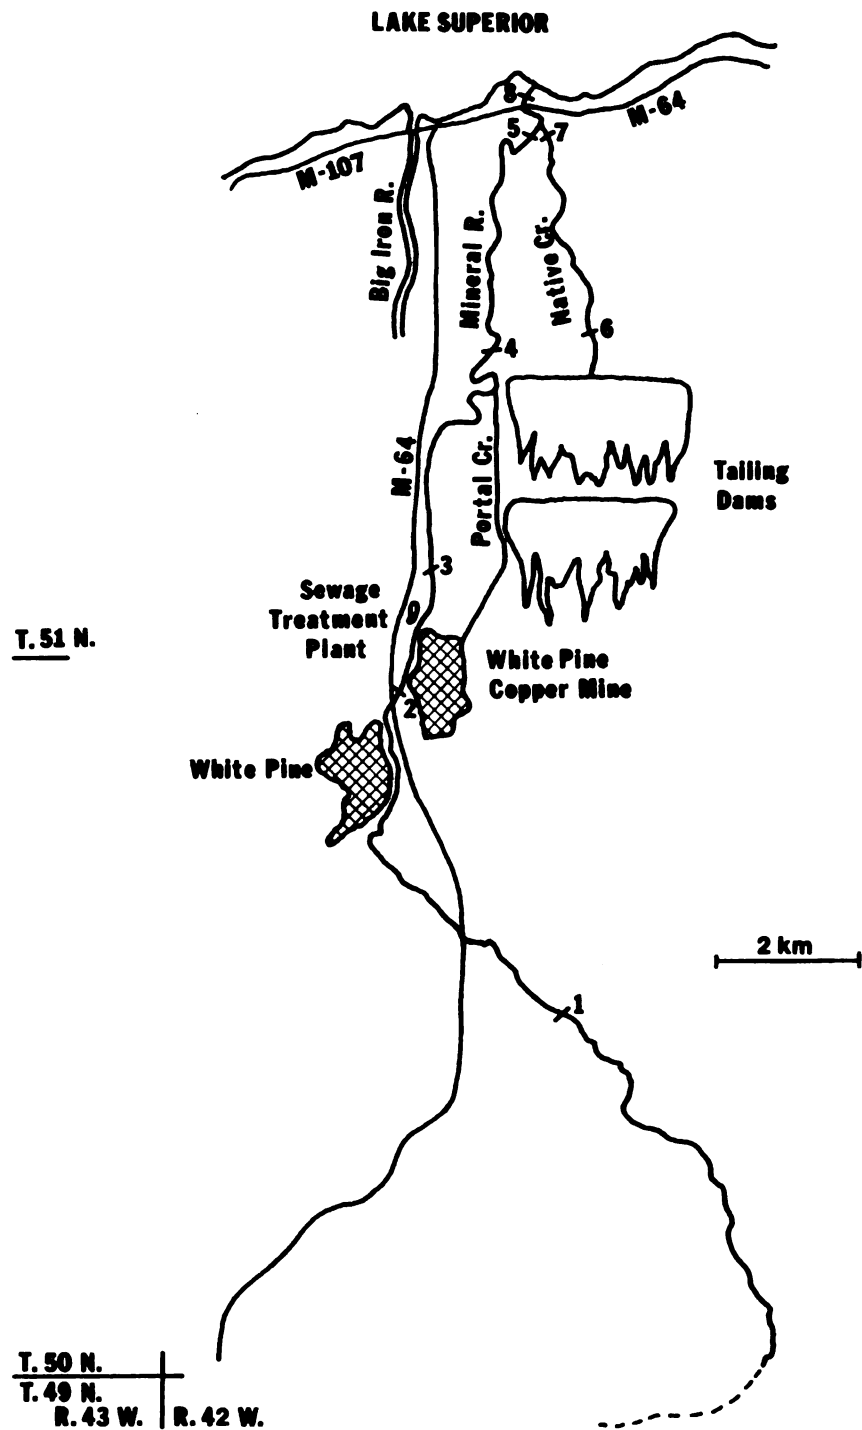 LAKE SUPERIOR
8
M-64
5
7
M-107
Big Iron R.
Mineral R.
Native Cr.
6
4
M-64
Portal Cr.
Tailing
Dams
3
Sewage
Treatment
Plant
T. 51 N.
White Pine
Copper Mine
2
White Pine
2 km
1
T. 50 N.
T. 49 N.
R. 43 W.
R. 42 W.